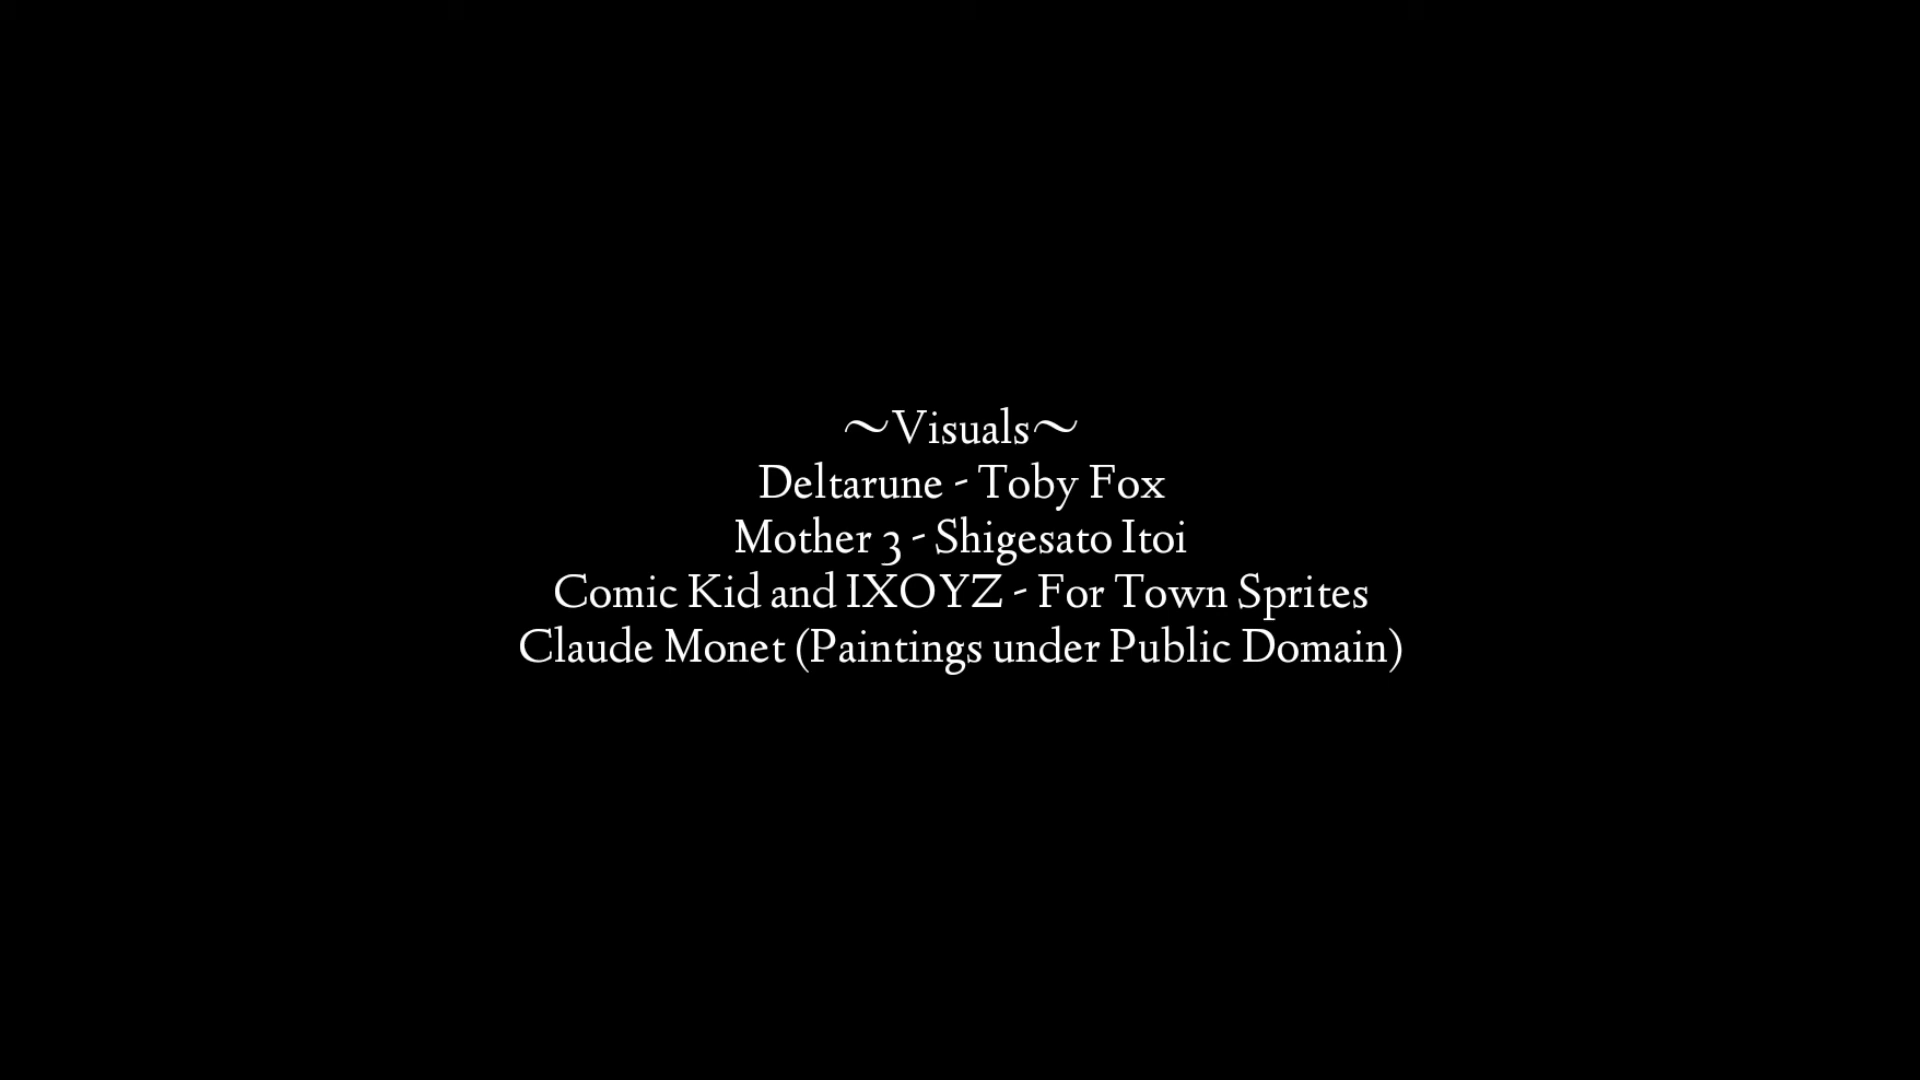 ~Visuals~
Deltarune - Toby Fox
Mother 3 - Shigesato Itoi
Comic Kid and IXOYZ - For Town Sprites
Claude Monet (Paintings under Public Domain)